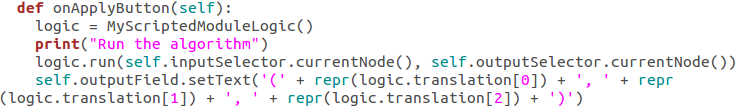 def onApplyButton(self):
logic = MyScriptedModuleLogic()
print("Run the algorithm")
logic.run(self.inputSelector.currentNode(), self.outputSelector.currentNode())
self.outputField.setText('(' + repr(logic.translation[0]) + ', ' + repr
(logic.translation[1]) + ', ' + repr(logic.translation[2]) + ')')